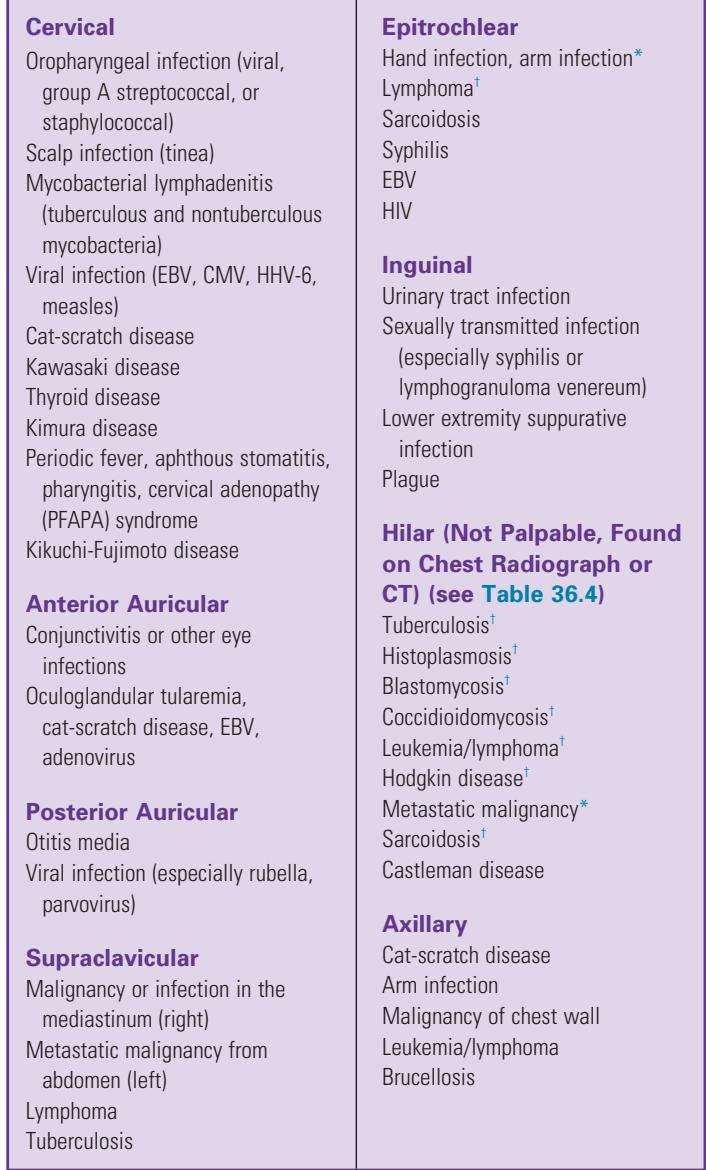 Cervical
Oropharyngeal infection (viral,
group A streptococcal, or
staphylococcal)
Scalp infection (tinea)
Mycobacterial lymphadenitis
(tuberculous and nontuberculous
mycobacteria)
Viral infection (EBV, CMV, HHV-6,
measles)
Cat-scratch disease
Kawasaki disease
Thyroid disease
Kimura disease
Periodic fever, aphthous stomatitis,
pharyngitis, cervical adenopathy
(PFAPA) syndrome
Kikuchi-Fujimoto disease
Anterior Auricular
Conjunctivitis or other eye
infections
Oculoglandular tularemia,
cat-scratch disease, EBV,
adenovirus
Posterior Auricular
Otitis media
Viral infection (especially rubella,
parvovirus)
Supraclavicular
Malignancy or infection in the
mediastinum (right)
Metastatic malignancy from
abdomen (left)
Lymphoma
Tuberculosis
Epitrochlear
Hand infection, arm infection*
Lymphoma†
Sarcoidosis
Syphilis
EBV
HIV
Inguinal
Urinary tract infection
Sexually transmitted infection
(especially syphilis or
lymphogranuloma venereum)
Lower extremity suppurative
infection
Plague
Hilar (Not Palpable, Found
on Chest Radiograph or
CT) (see Table 36.4)
Tuberculosis†
Histoplasmosis†
Blastomycosis†
Coccidioidomycosis†
Leukemia/lymphoma†
Hodgkin disease†
Metastatic malignancy*
Sarcoidosis†
Castleman disease
Axillary
Cat-scratch disease
Arm infection
Malignancy of chest wall
Leukemia/lymphoma
Brucellosis